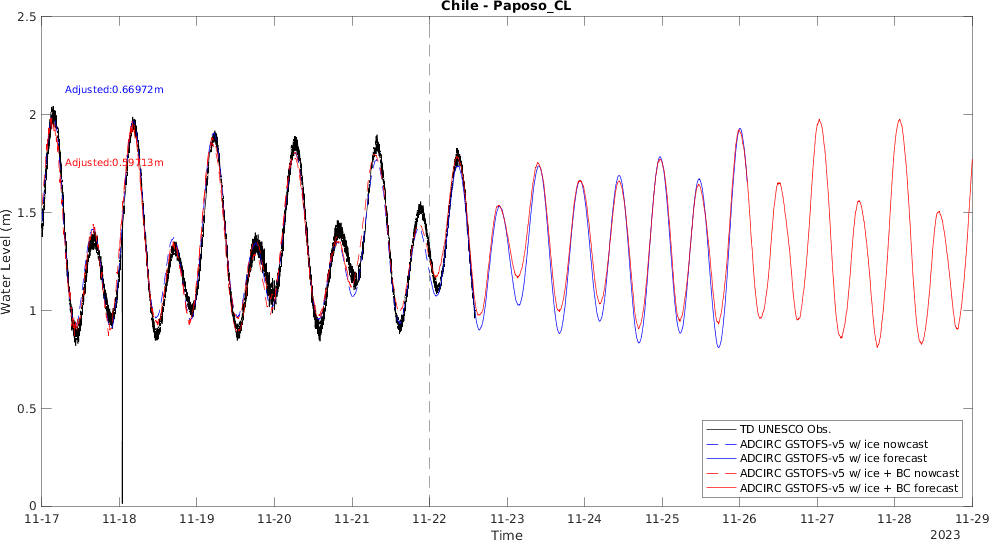 Chile - Paposo_CL
2.5
2
1.5
1
0.5
0
Water Level (m)
Adjusted:0.66972m
Adjusted:0.59713m
TD UNESCO Obs.
ADCIRC GSTOFS-v5 w/ ice nowcast
ADCIRC GSTOFS-v5 w/ ice forecast
ADCIRC GSTOFS-v5 w/ ice + BC nowcast
ADCIRC GSTOFS-v5 w/ ice + BC forecast
11-17 11-18 11-19 11-20 11-21 11-22 11-23 11-24 11-25 11-26 11-27 11-28 11-29
Time
2023